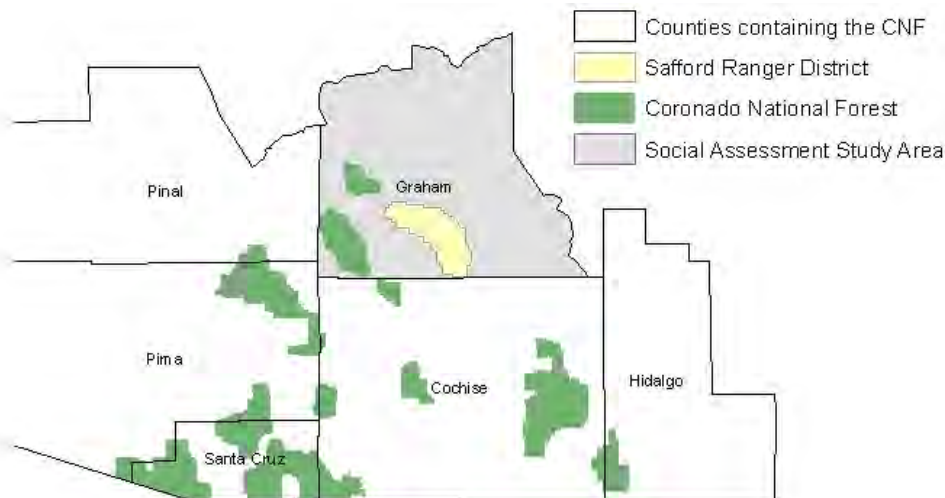 Counties containing the CNF
Safford Ranger District
Coronado National Forest
Social Assessment Study Area
Pinal
Graham
Pima
Cochise
Hidalgo
Santa Cruz